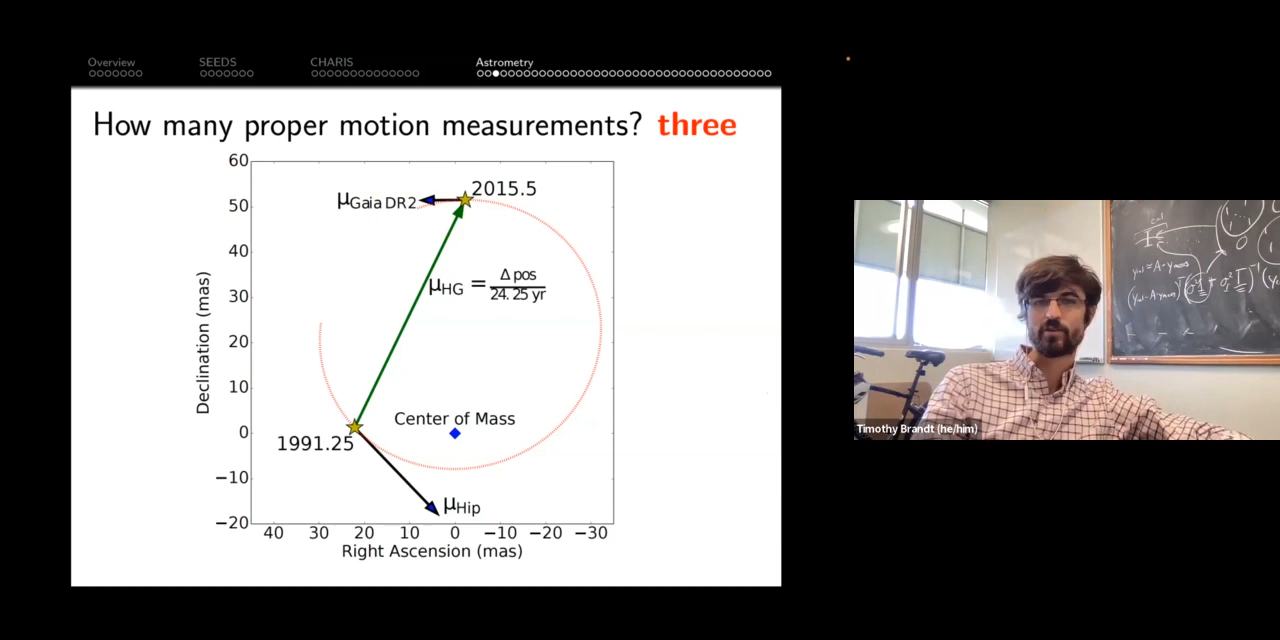 Overview SEEDS CHARIS Astrometry
How many proper motion measurements? three
60
50
40
30
20
10
0
−10
−20
Declination (mas)
μGaia DR2
2015.5
μHG = Δ pos / 24.25 yr
Center of Mass
1991.25
μHip
40 30 20 10 0 −10 −20 −30
Right Ascension (mas)
Timothy Brandt (he/him)